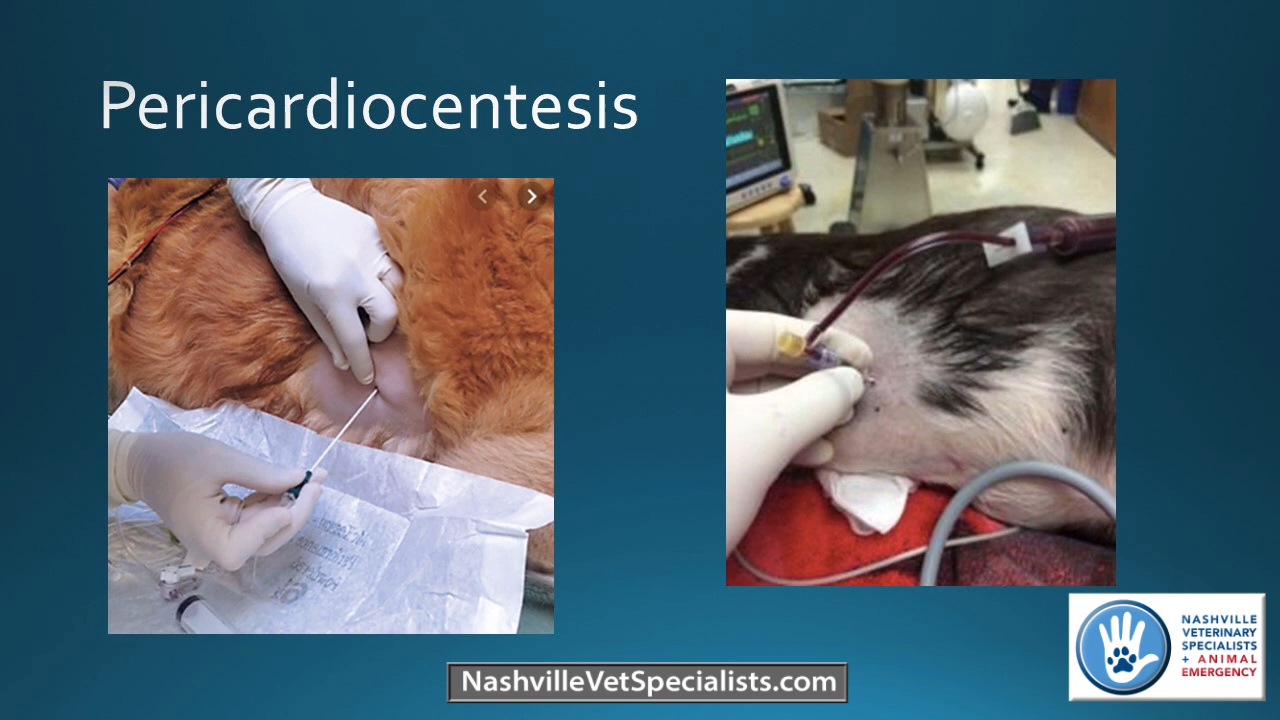 Pericardiocentesis
NASHVILLE
VETERINARY
SPECIALISTS
+ ANIMAL
EMERGENCY
NashvilleVetSpecialists.com